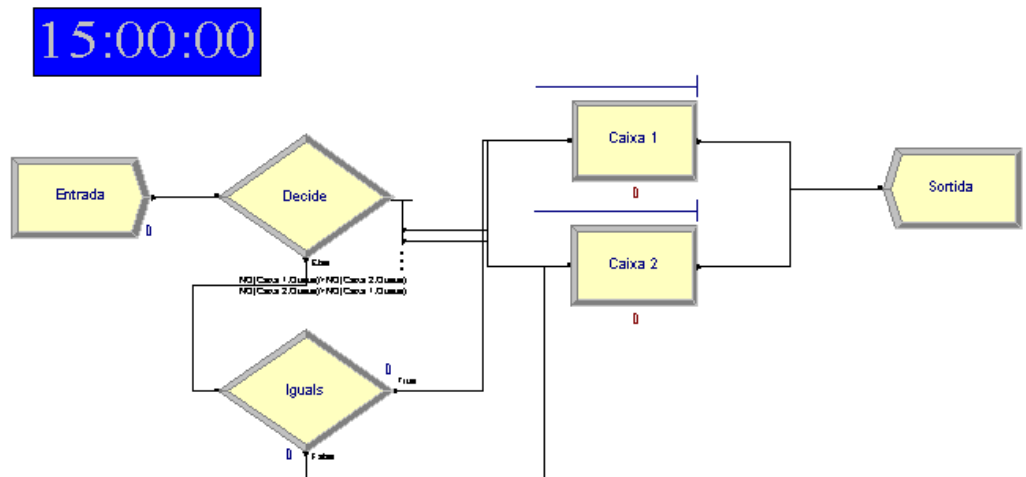 15:00:00
Caixa 1
Entrada
Decide
Sortida
0
0
Else
Caixa 2
NQ(Caixa 1.Queue)>NQ(Caixa 2.Queue)
NQ(Caixa 2.Queue)>NQ(Caixa 1.Queue)
0
Iguals
0
True
0
False